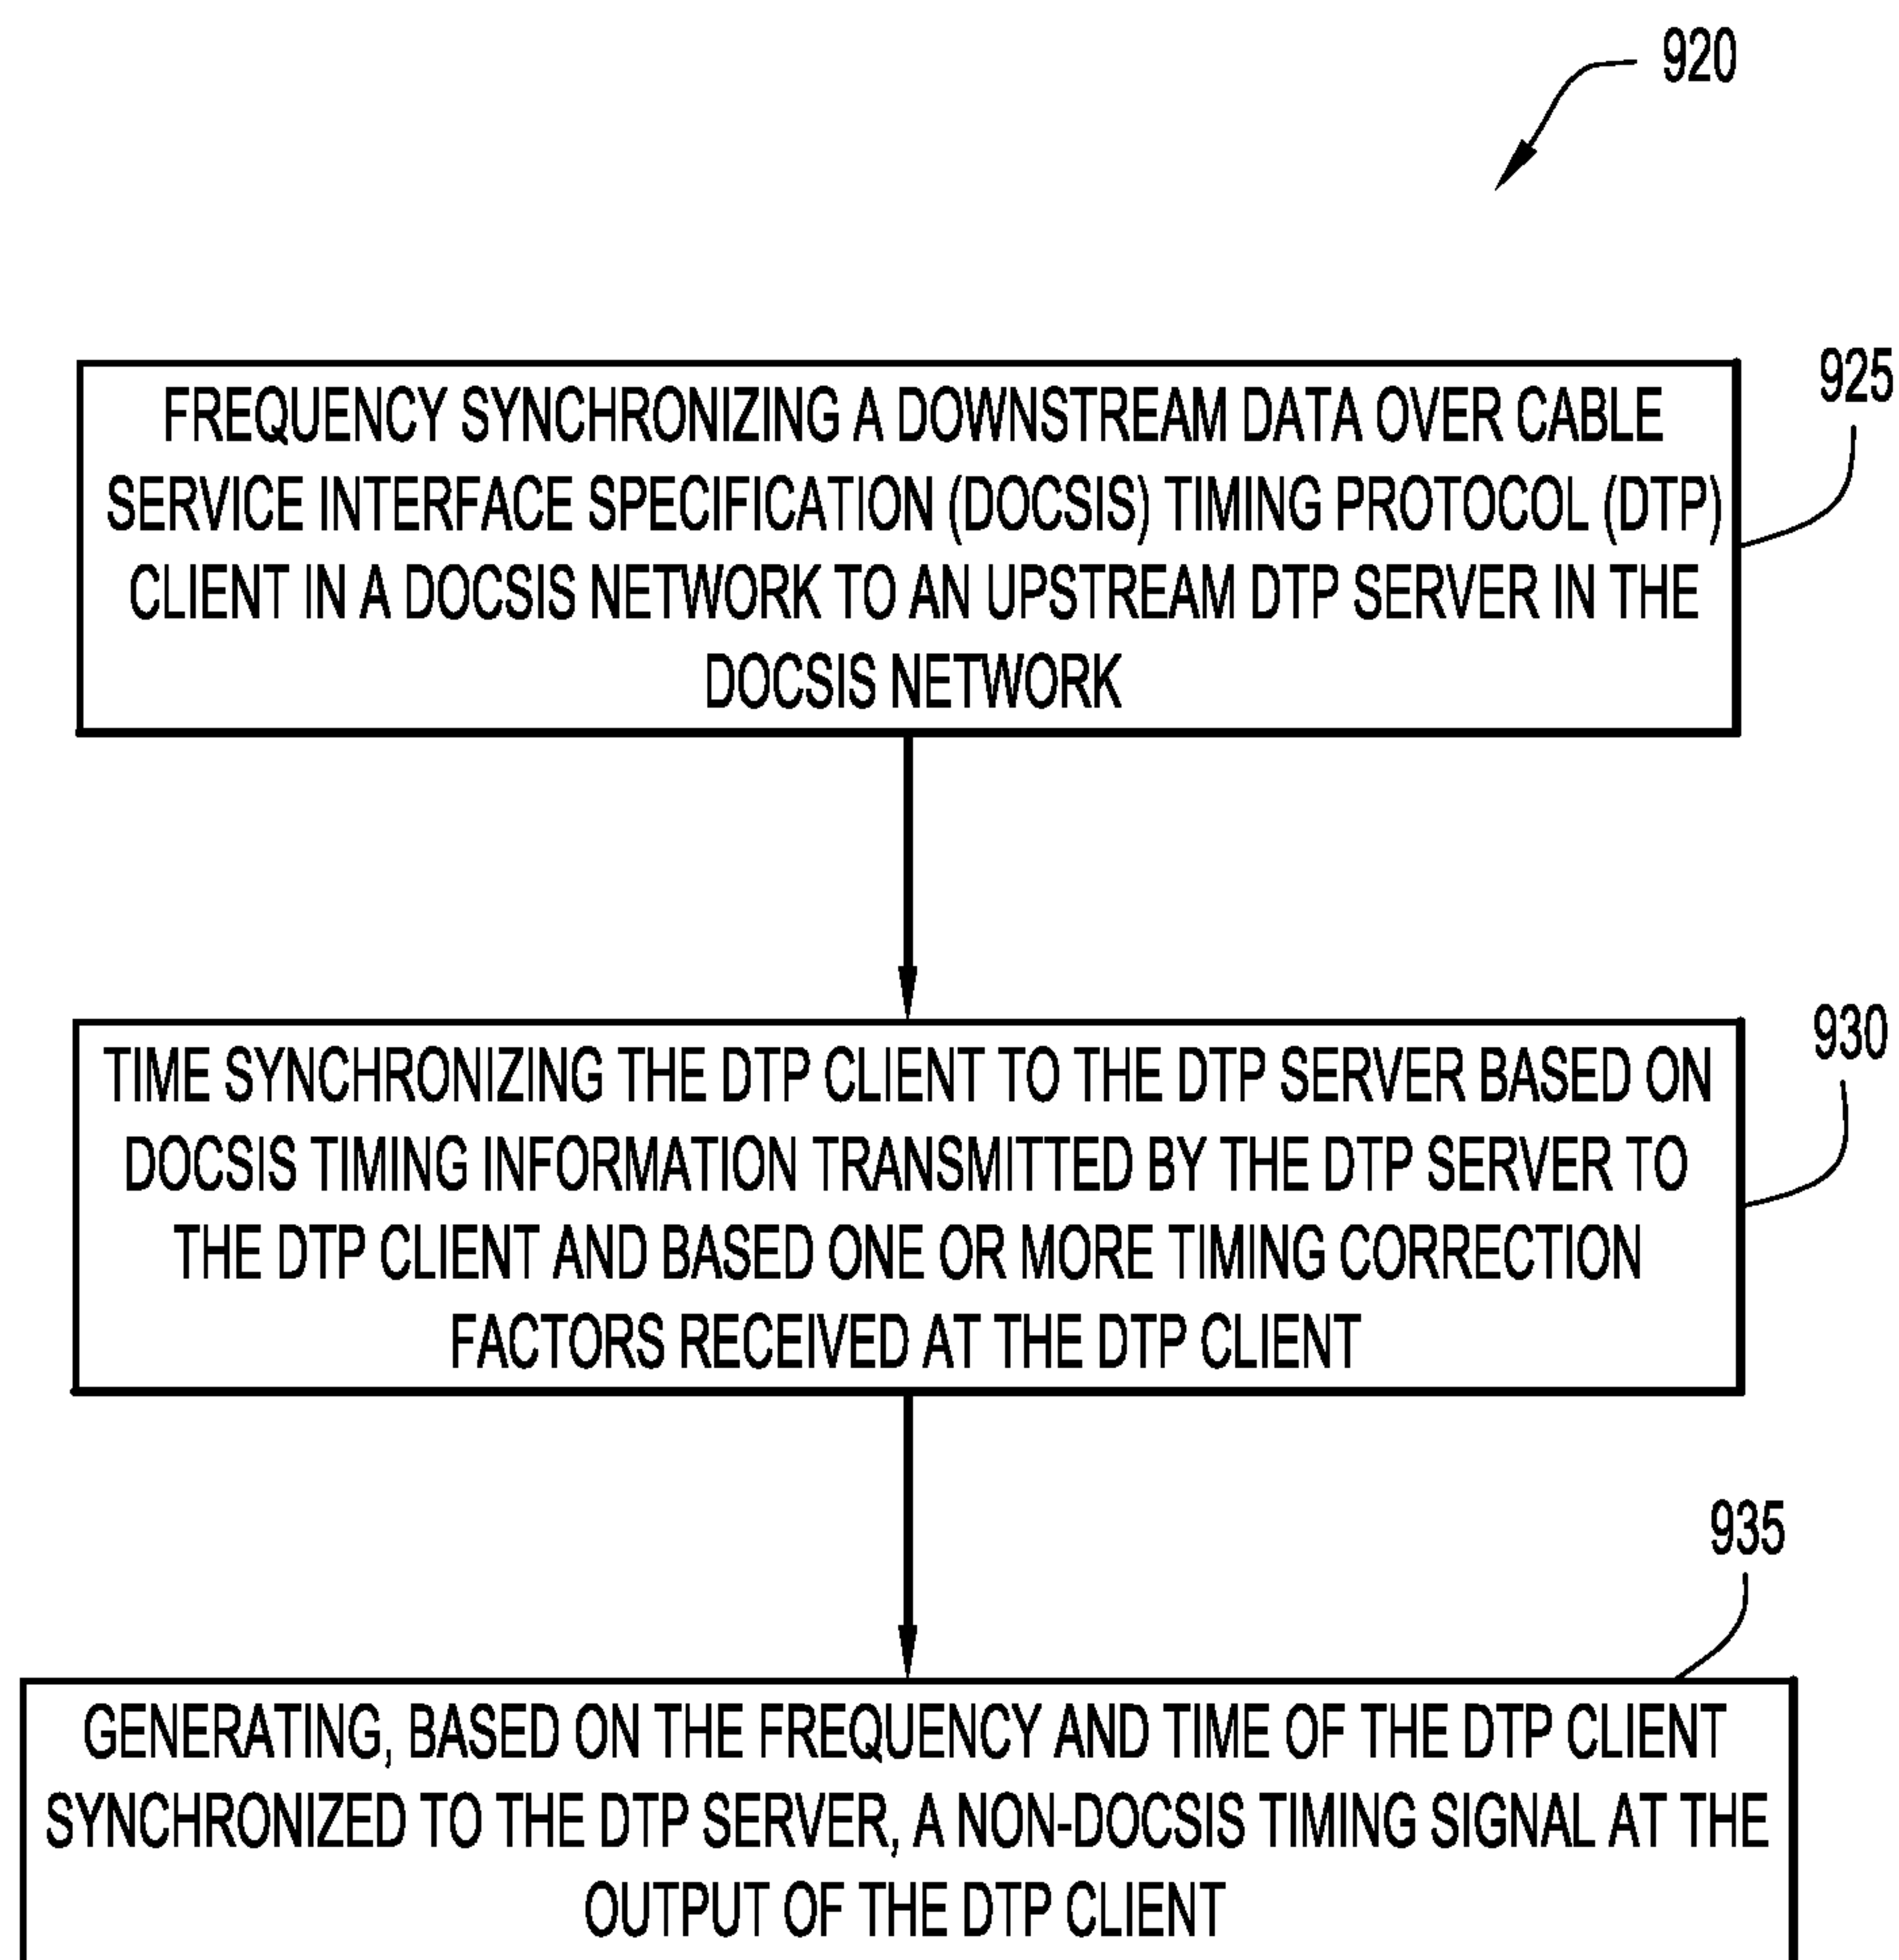 920
925
FREQUENCY SYNCHRONIZING A DOWNSTREAM DATA OVER CABLE
SERVICE INTERFACE SPECIFICATION (DOCSIS) TIMING PROTOCOL (DTP)
CLIENT IN A DOCSIS NETWORK TO AN UPSTREAM DTP SERVER IN THE
DOCSIS NETWORK
930
TIME SYNCHRONIZING THE DTP CLIENT TO THE DTP SERVER BASED ON
DOCSIS TIMING INFORMATION TRANSMITTED BY THE DTP SERVER TO
THE DTP CLIENT AND BASED ONE OR MORE TIMING CORRECTION
FACTORS RECEIVED AT THE DTP CLIENT
935
GENERATING, BASED ON THE FREQUENCY AND TIME OF THE DTP CLIENT
SYNCHRONIZED TO THE DTP SERVER, A NON-DOCSIS TIMING SIGNAL AT THE
OUTPUT OF THE DTP CLIENT